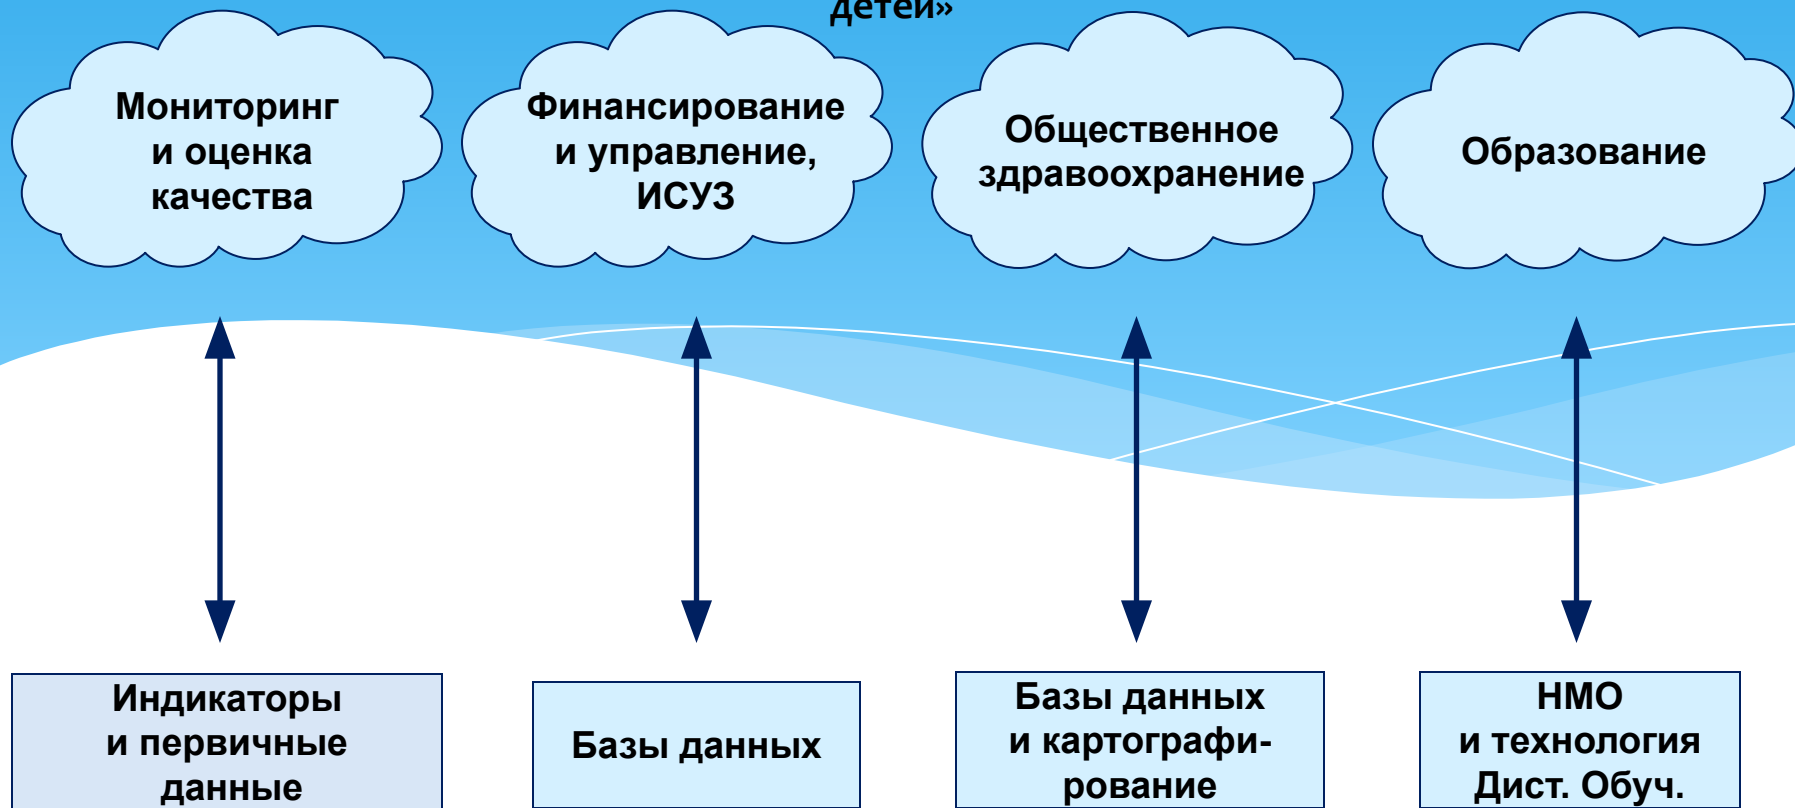 детей»
Мониторинг
и оценка
качества
Финансирование
и управление,
ИСУЗ
Общественное
здравоохранение
Образование
Индикаторы
и первичные
данные
Базы данных
Базы данных
и картографи-
рование
НМО
и технология
Дист. Обуч.